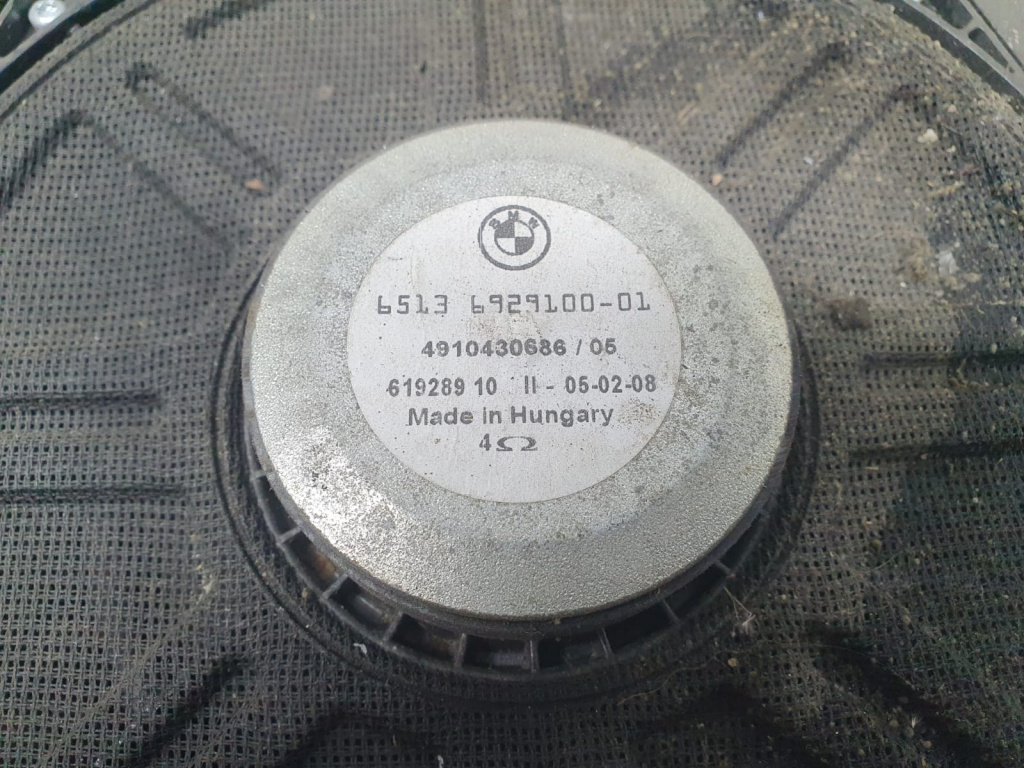 BMW
6513 6929100-01
4910430686 / 05
619289 10 II - 05-02-08
Made in Hungary
4Ω